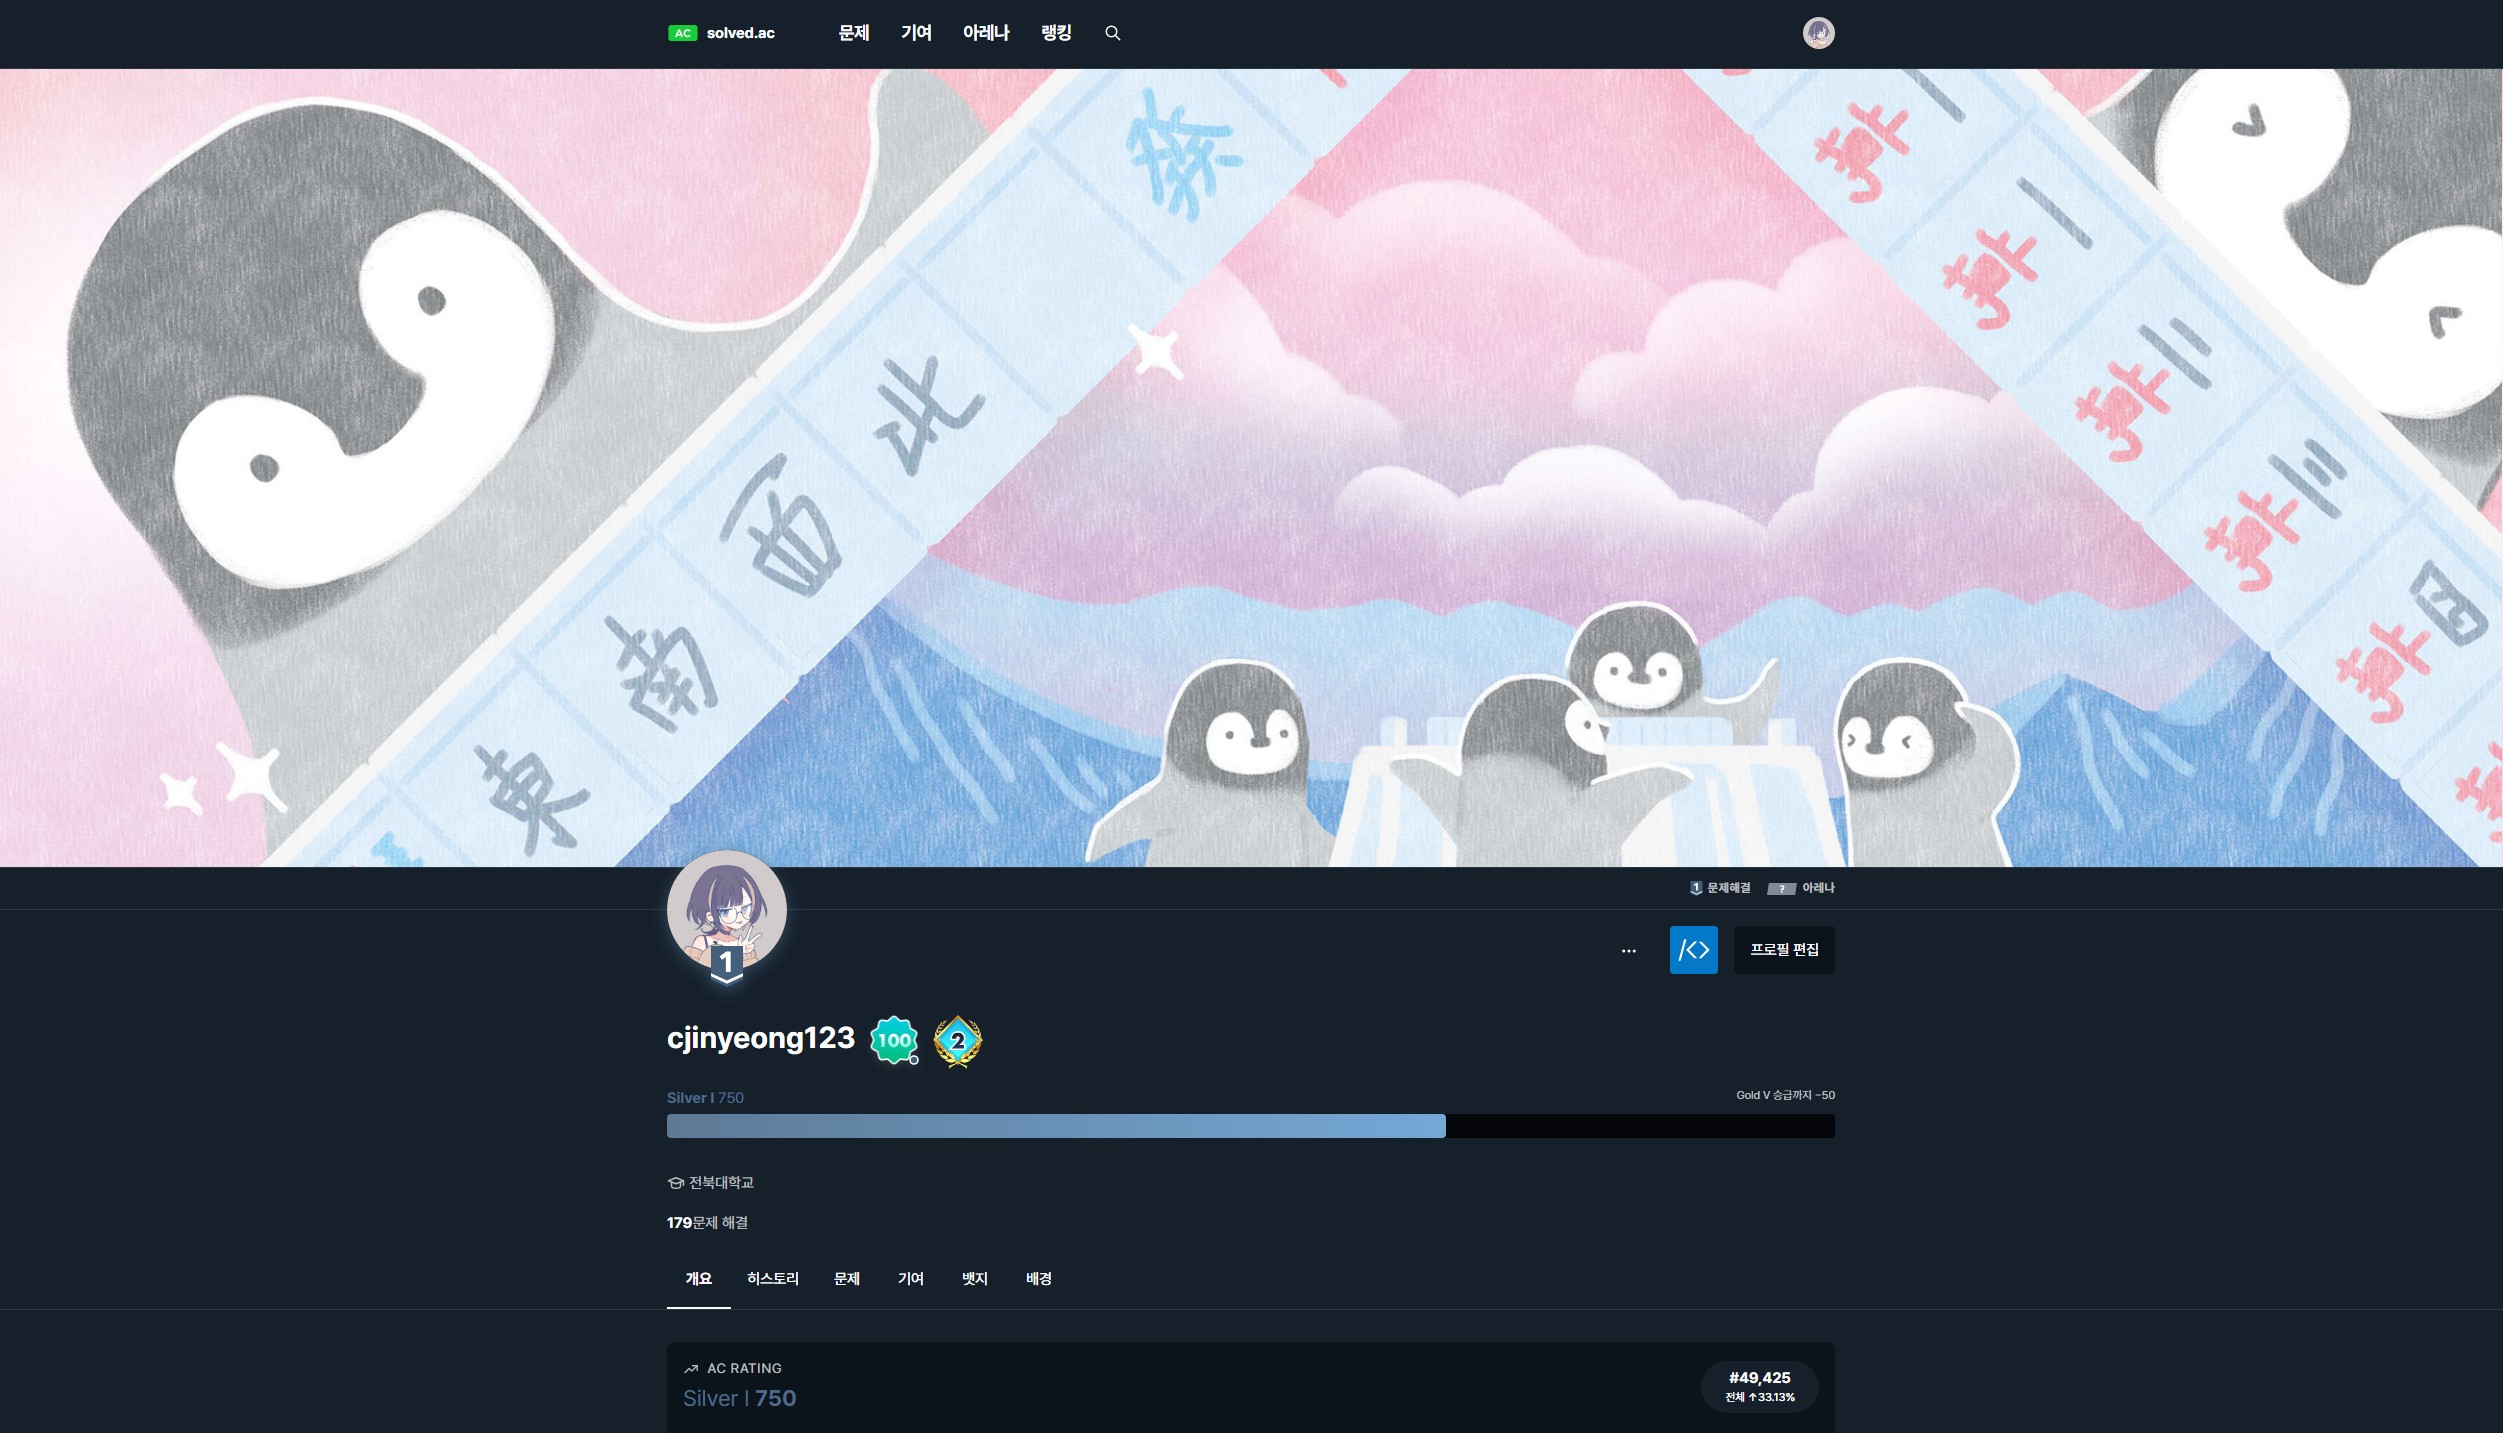 AC solved.ac 문제 기여 아레나 랭킹
發
北
西
南
東
一
二
三
四
1 문제해결 ? 아레나
/<> 프로필 편집
1
cjinyeong123 100 2
Silver I 750
Gold V 승급까지 −50
전북대학교
179문제 해결
개요 히스토리 문제 기여 뱃지 배경
AC RATING
Silver I 750
#49,425
전체 ↑33.13%